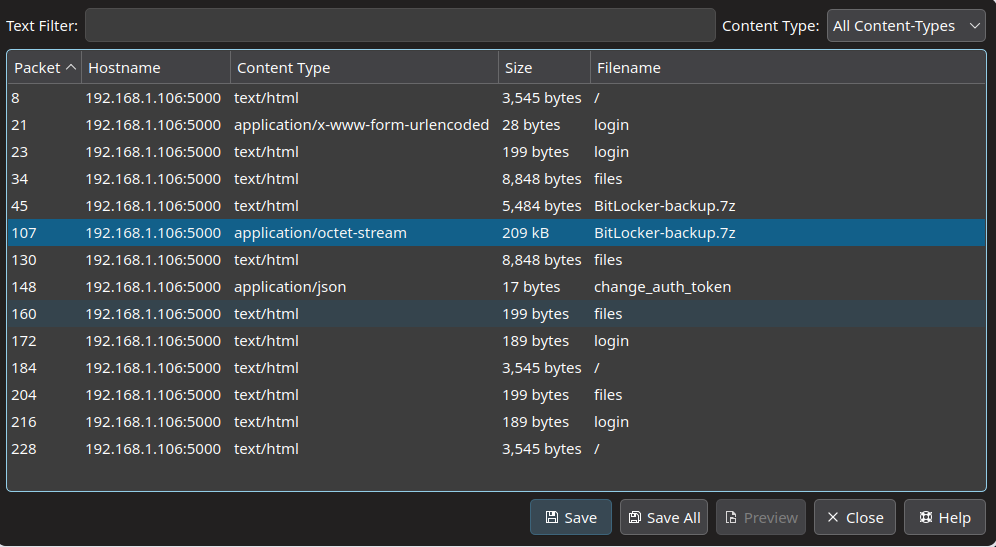 Text Filter: Content Type: All Content-Types
Packet Hostname Content Type Size Filename
8 192.168.1.106:5000 text/html 3,545 bytes /
21 192.168.1.106:5000 application/x-www-form-urlencoded 28 bytes login
23 192.168.1.106:5000 text/html 199 bytes login
34 192.168.1.106:5000 text/html 8,848 bytes files
45 192.168.1.106:5000 text/html 5,484 bytes BitLocker-backup.7z
107 192.168.1.106:5000 application/octet-stream 209 kB BitLocker-backup.7z
130 192.168.1.106:5000 text/html 8,848 bytes files
148 192.168.1.106:5000 application/json 17 bytes change_auth_token
160 192.168.1.106:5000 text/html 199 bytes files
172 192.168.1.106:5000 text/html 189 bytes login
184 192.168.1.106:5000 text/html 3,545 bytes /
204 192.168.1.106:5000 text/html 199 bytes files
216 192.168.1.106:5000 text/html 189 bytes login
228 192.168.1.106:5000 text/html 3,545 bytes /
Save Save All Preview Close Help